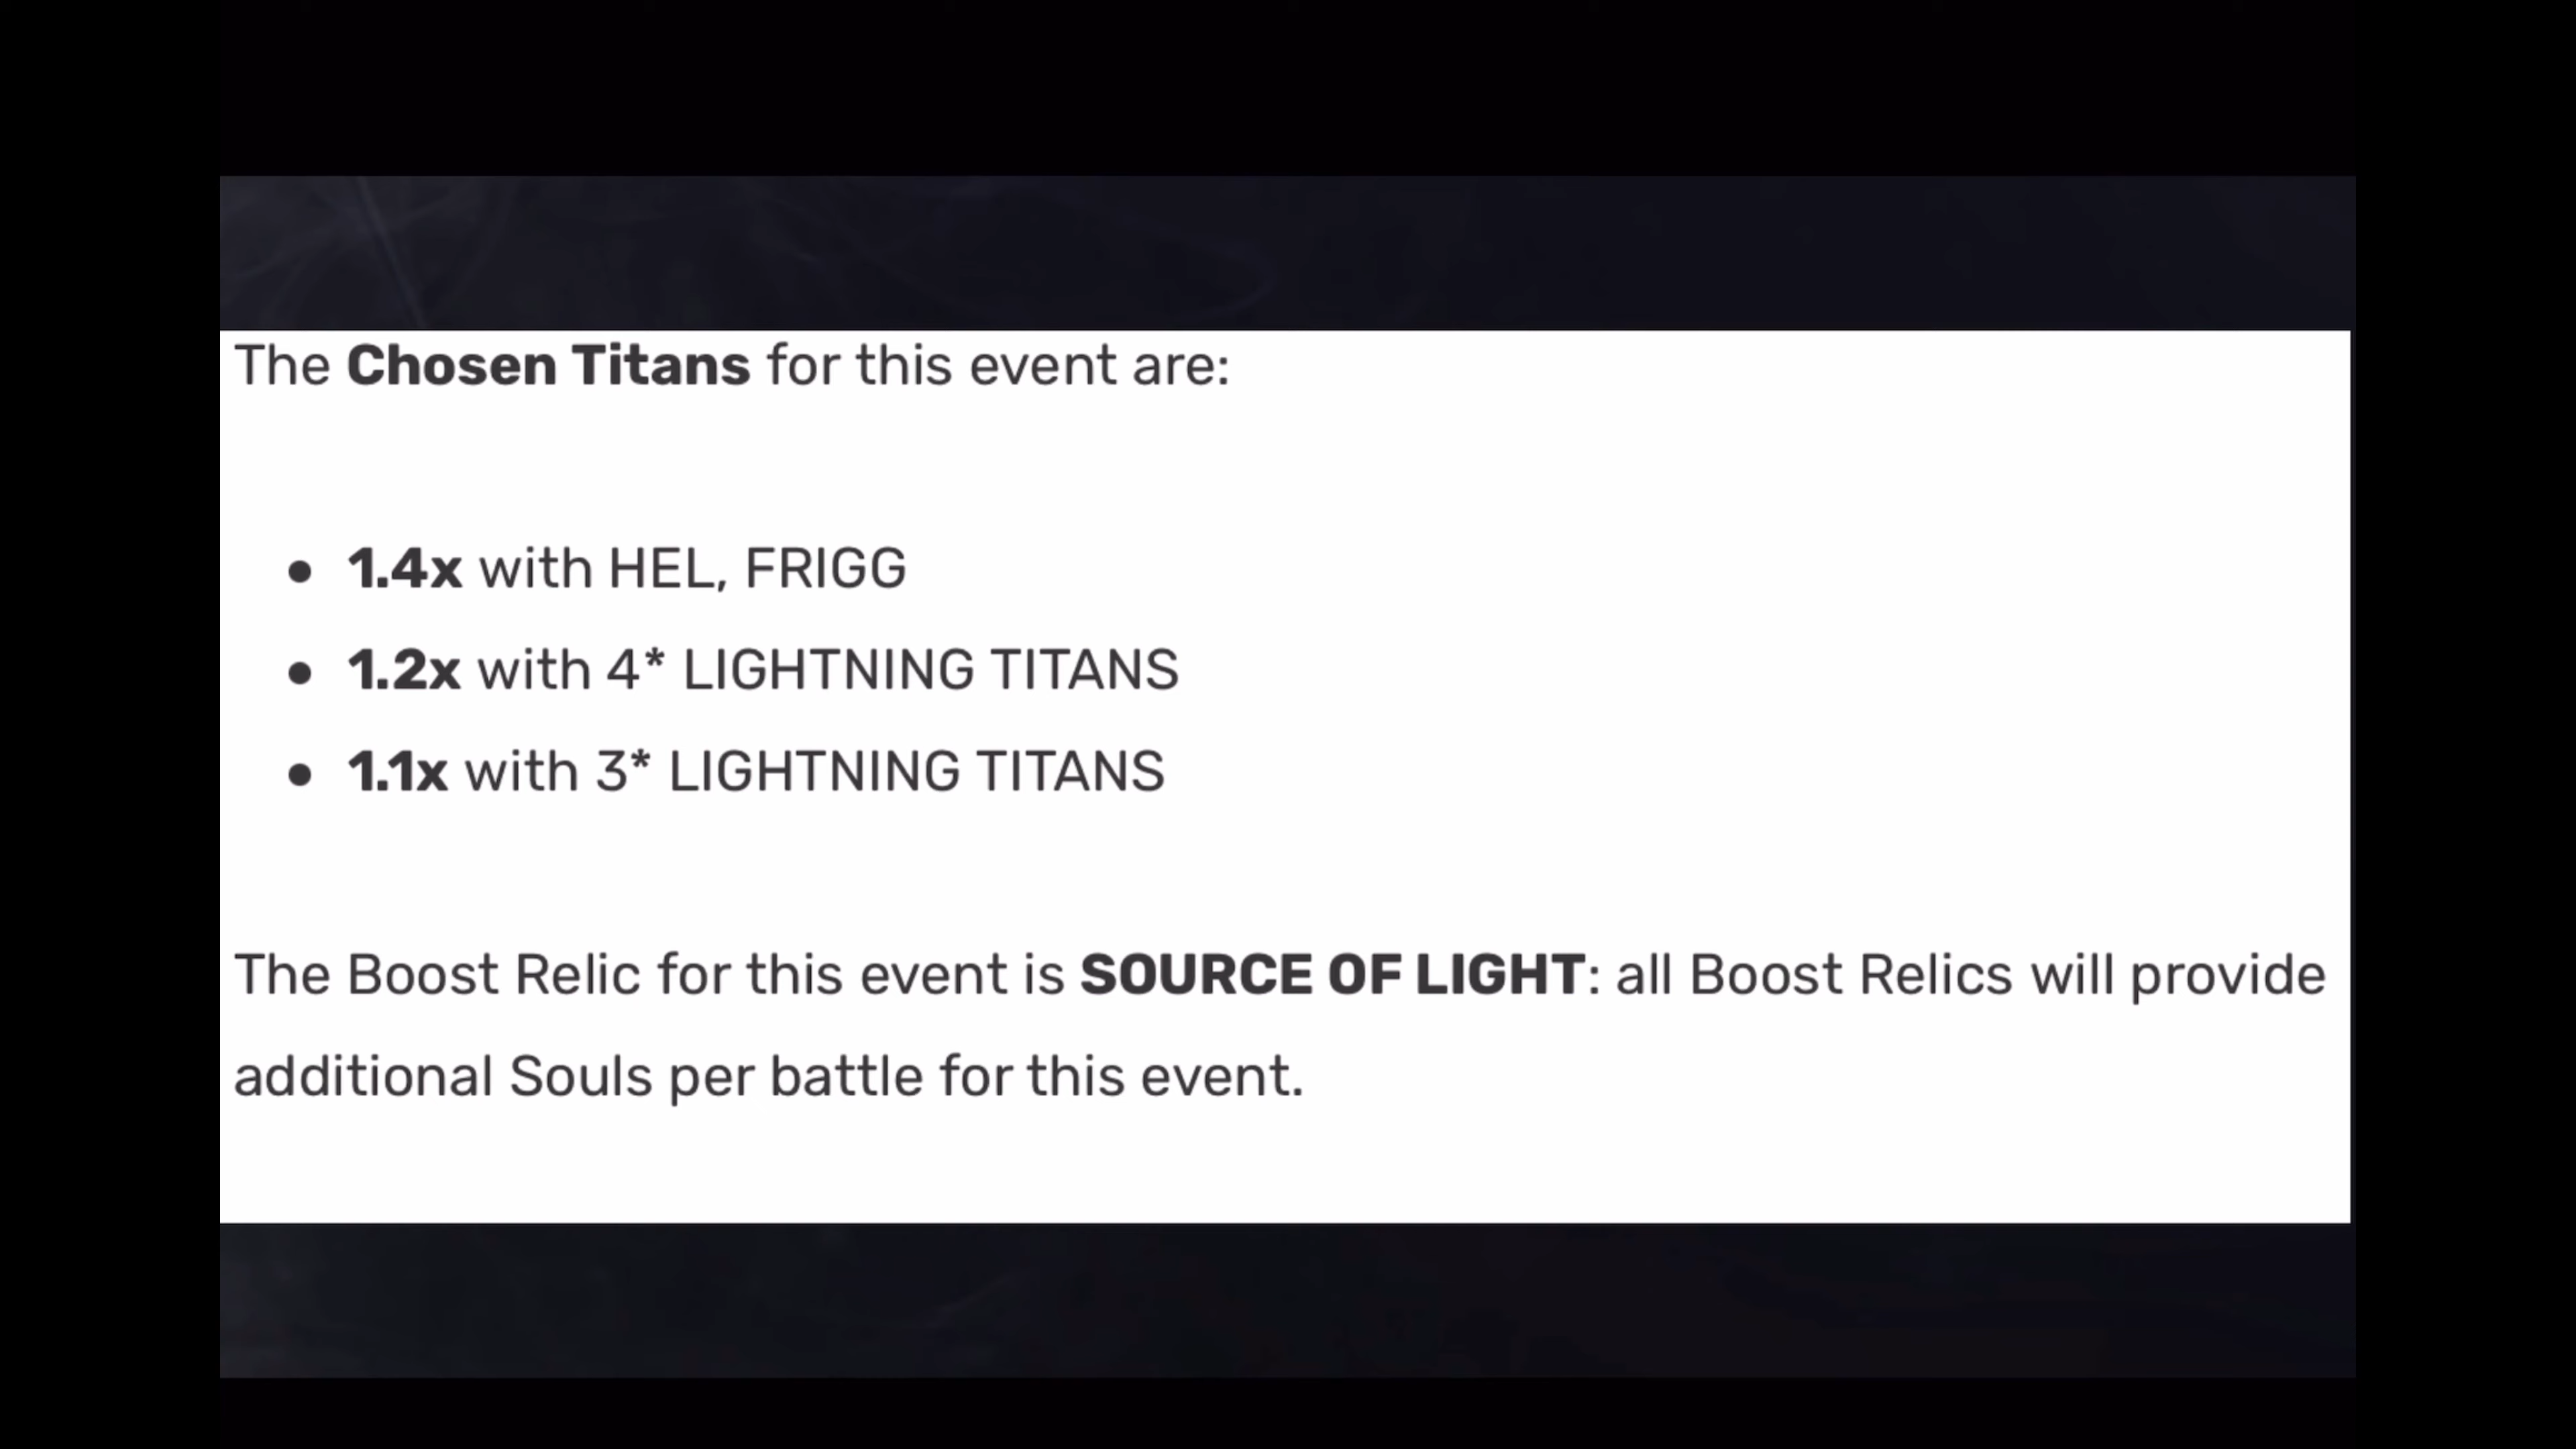 The Chosen Titans for this event are:
• 1.4x with HEL, FRIGG
• 1.2x with 4* LIGHTNING TITANS
• 1.1x with 3* LIGHTNING TITANS
The Boost Relic for this event is SOURCE OF LIGHT: all Boost Relics will provide
additional Souls per battle for this event.